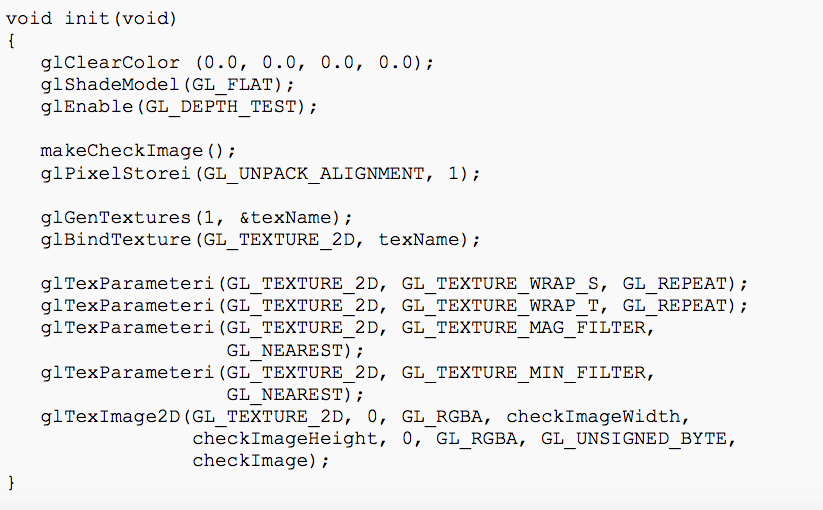 void init(void)
{
   glClearColor (0.0, 0.0, 0.0, 0.0);
   glShadeModel(GL_FLAT);
   glEnable(GL_DEPTH_TEST);

   makeCheckImage();
   glPixelStorei(GL_UNPACK_ALIGNMENT, 1);

   glGenTextures(1, &texName);
   glBindTexture(GL_TEXTURE_2D, texName);

   glTexParameteri(GL_TEXTURE_2D, GL_TEXTURE_WRAP_S, GL_REPEAT);
   glTexParameteri(GL_TEXTURE_2D, GL_TEXTURE_WRAP_T, GL_REPEAT);
   glTexParameteri(GL_TEXTURE_2D, GL_TEXTURE_MAG_FILTER,
                   GL_NEAREST);
   glTexParameteri(GL_TEXTURE_2D, GL_TEXTURE_MIN_FILTER,
                   GL_NEAREST);
   glTexImage2D(GL_TEXTURE_2D, 0, GL_RGBA, checkImageWidth,
                checkImageHeight, 0, GL_RGBA, GL_UNSIGNED_BYTE,
                checkImage);
}